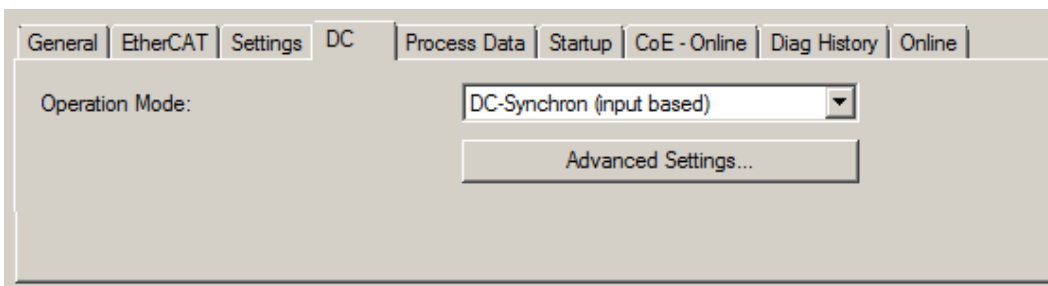 General EtherCAT Settings DC Process Data Startup CoE - Online Diag History Online
Operation Mode: DC-Synchron (input based)
Advanced Settings...